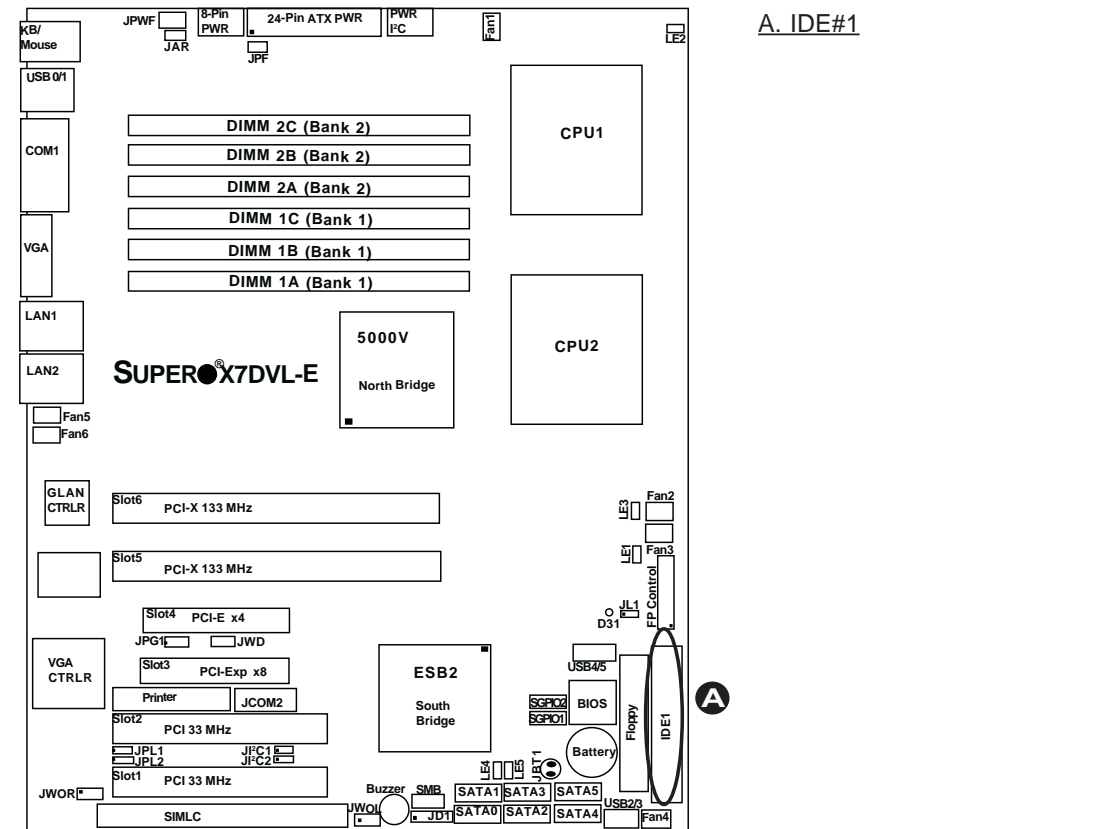 A. IDE#1
JPWF
8-Pin
PWR
24-Pin ATX PWR
PWR
I²C
Fan1
LE2
KB/
Mouse
JAR
JPF
USB 0/1
COM1
VGA
LAN1
LAN2
Fan5
Fan6
DIMM 2C (Bank 2)
DIMM 2B (Bank 2)
DIMM 2A (Bank 2)
DIMM 1C (Bank 1)
DIMM 1B (Bank 1)
DIMM 1A (Bank 1)
CPU1
CPU2
5000V
North Bridge
SUPER®X7DVL-E
GLAN
CTRLR
Slot6
PCI-X 133 MHz
Slot5
PCI-X 133 MHz
LE3
Fan2
LE1
Fan3
FP Control
JL1
D31
Slot4
PCI-E x4
JPG1
JWD
VGA
CTRLR
Slot3
PCI-Exp x8
Printer
JCOM2
Slot2
PCI 33 MHz
JPL1
JPL2
JI²C1
JI²C2
Slot1
PCI 33 MHz
JWOR
SIMLC
ESB2
South
Bridge
USB4/5
SGPIO2
SGPIO1
BIOS
Floppy
IDE1
A
Battery
LE4
LE5
JBT1
Buzzer
SMB
JWOL
JD1
SATA1
SATA3
SATA5
SATA0
SATA2
SATA4
USB2/3
Fan4